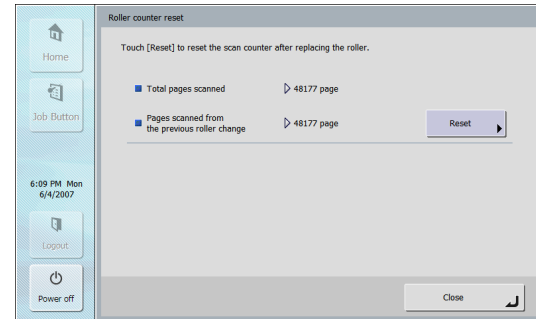 Roller counter reset
Touch [Reset] to reset the scan counter after replacing the roller.
Home
Total pages scanned
48177 page
Job Button
Pages scanned from
the previous roller change
48177 page
Reset
6:09 PM Mon
6/4/2007
Logout
Power off
Close